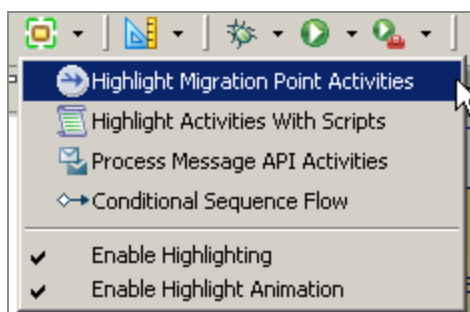 Highlight Migration Point Activities
Highlight Activities With Scripts
Process Message API Activities
Conditional Sequence Flow
Enable Highlighting
Enable Highlight Animation